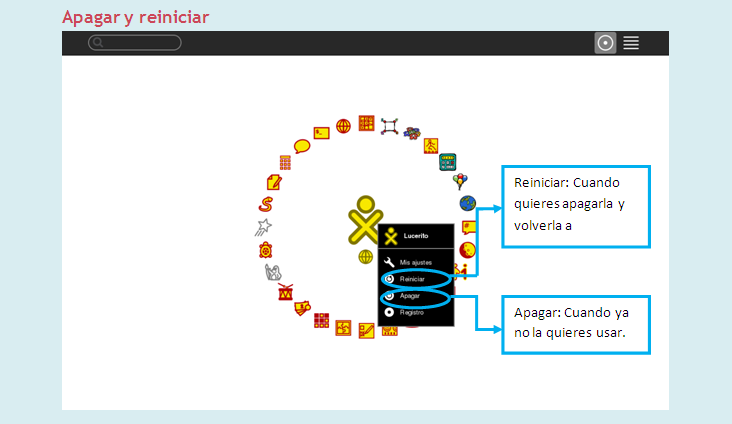 Apagar y reiniciar
Lucerito
Mis ajustes
Reiniciar
Apagar
Registro
Reiniciar: Cuando
quieres apagarla y
volverla a
Apagar: Cuando ya
no la quieres usar.